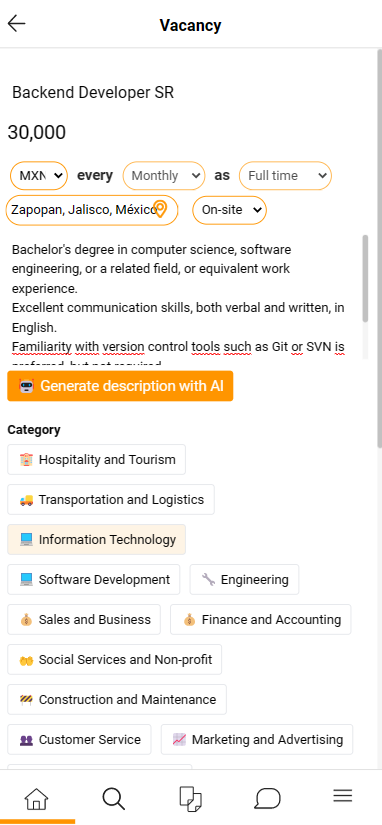 Vacancy
Backend Developer SR
30,000
MXN every Monthly as Full time
Zapopan, Jalisco, México On-site
Bachelor's degree in computer science, software
engineering, or a related field, or equivalent work
experience.
Excellent communication skills, both verbal and written, in
English.
Familiarity with version control tools such as Git or SVN is
preferred, but not required.
Generate description with AI
Category
Hospitality and Tourism
Transportation and Logistics
Information Technology
Software Development Engineering
Sales and Business Finance and Accounting
Social Services and Non-profit
Construction and Maintenance
Customer Service Marketing and Advertising